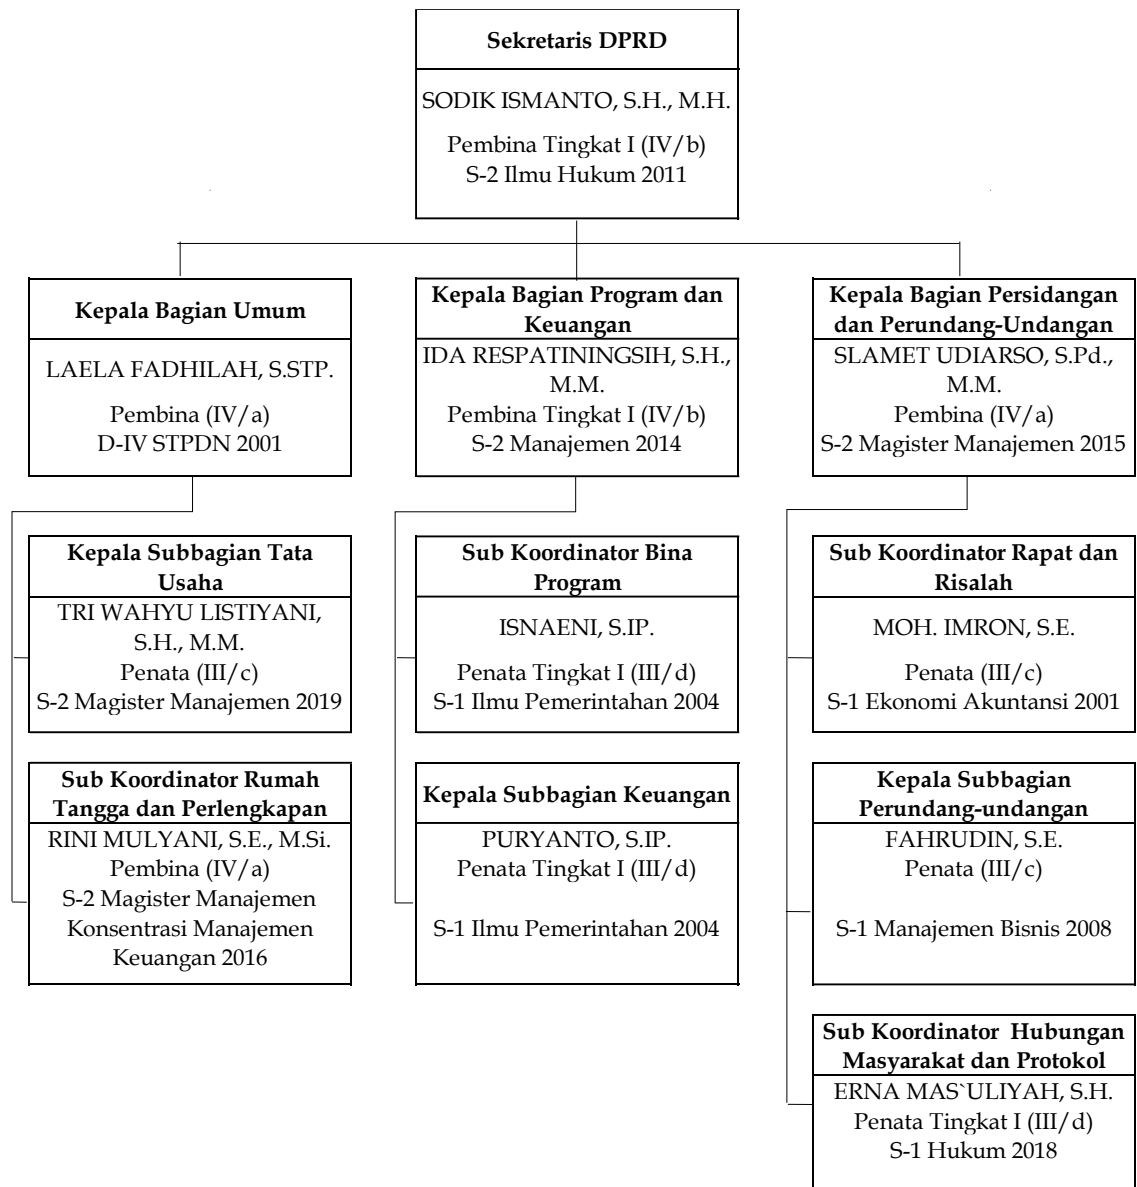 Sekretaris DPRD
SODIK ISMANTO, S.H., M.H.
Pembina Tingkat I (IV/b)
S-2 Ilmu Hukum 2011
Kepala Bagian Umum
LAELA FADHILAH, S.STP.
Pembina (IV/a)
D-IV STPDN 2001
Kepala Bagian Program dan
Keuangan
IDA RESPATININGSIH, S.H.,
M.M.
Pembina Tingkat I (IV/b)
S-2 Manajemen 2014
Kepala Bagian Persidangan
dan Perundang-Undangan
SLAMET UDIARSO, S.Pd.,
M.M.
Pembina (IV/a)
S-2 Magister Manajemen 2015
Kepala Subbagian Tata
Usaha
TRI WAHYU LISTIYANI,
S.H., M.M.
Penata (III/c)
S-2 Magister Manajemen 2019
Sub Koordinator Bina
Program
ISNAENI, S.IP.
Penata Tingkat I (III/d)
S-1 Ilmu Pemerintahan 2004
Sub Koordinator Rapat dan
Risalah
MOH. IMRON, S.E.
Penata (III/c)
S-1 Ekonomi Akuntansi 2001
Sub Koordinator Rumah
Tangga dan Perlengkapan
RINI MULYANI, S.E., M.Si.
Pembina (IV/a)
S-2 Magister Manajemen
Konsentrasi Manajemen
Keuangan 2016
Kepala Subbagian Keuangan
PURYANTO, S.IP.
Penata Tingkat I (III/d)
S-1 Ilmu Pemerintahan 2004
Kepala Subbagian
Perundang-undangan
FAHRUDIN, S.E.
Penata (III/c)
S-1 Manajemen Bisnis 2008
Sub Koordinator  Hubungan
Masyarakat dan Protokol
ERNA MAS`ULIYAH, S.H.
Penata Tingkat I (III/d)
S-1 Hukum 2018